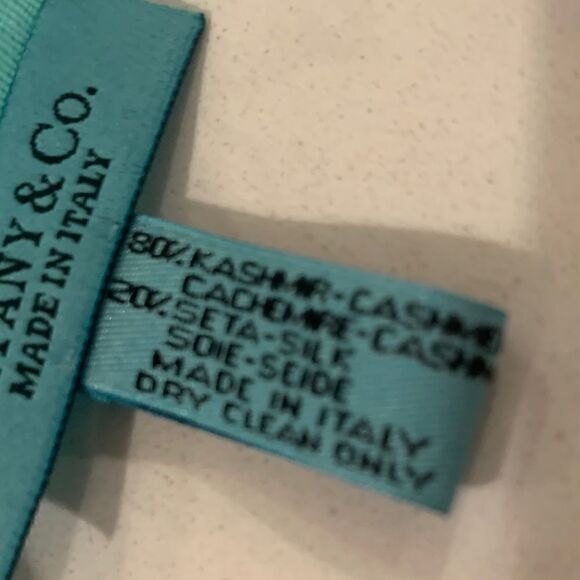 ANY & Co.
MADE IN ITALY
80% KASHMIR-CASHME
CACHEMIRE-CASHM
20% SETA-SILK
SOIE-SEIDE
MADE IN ITALY
DRY CLEAN ONLY